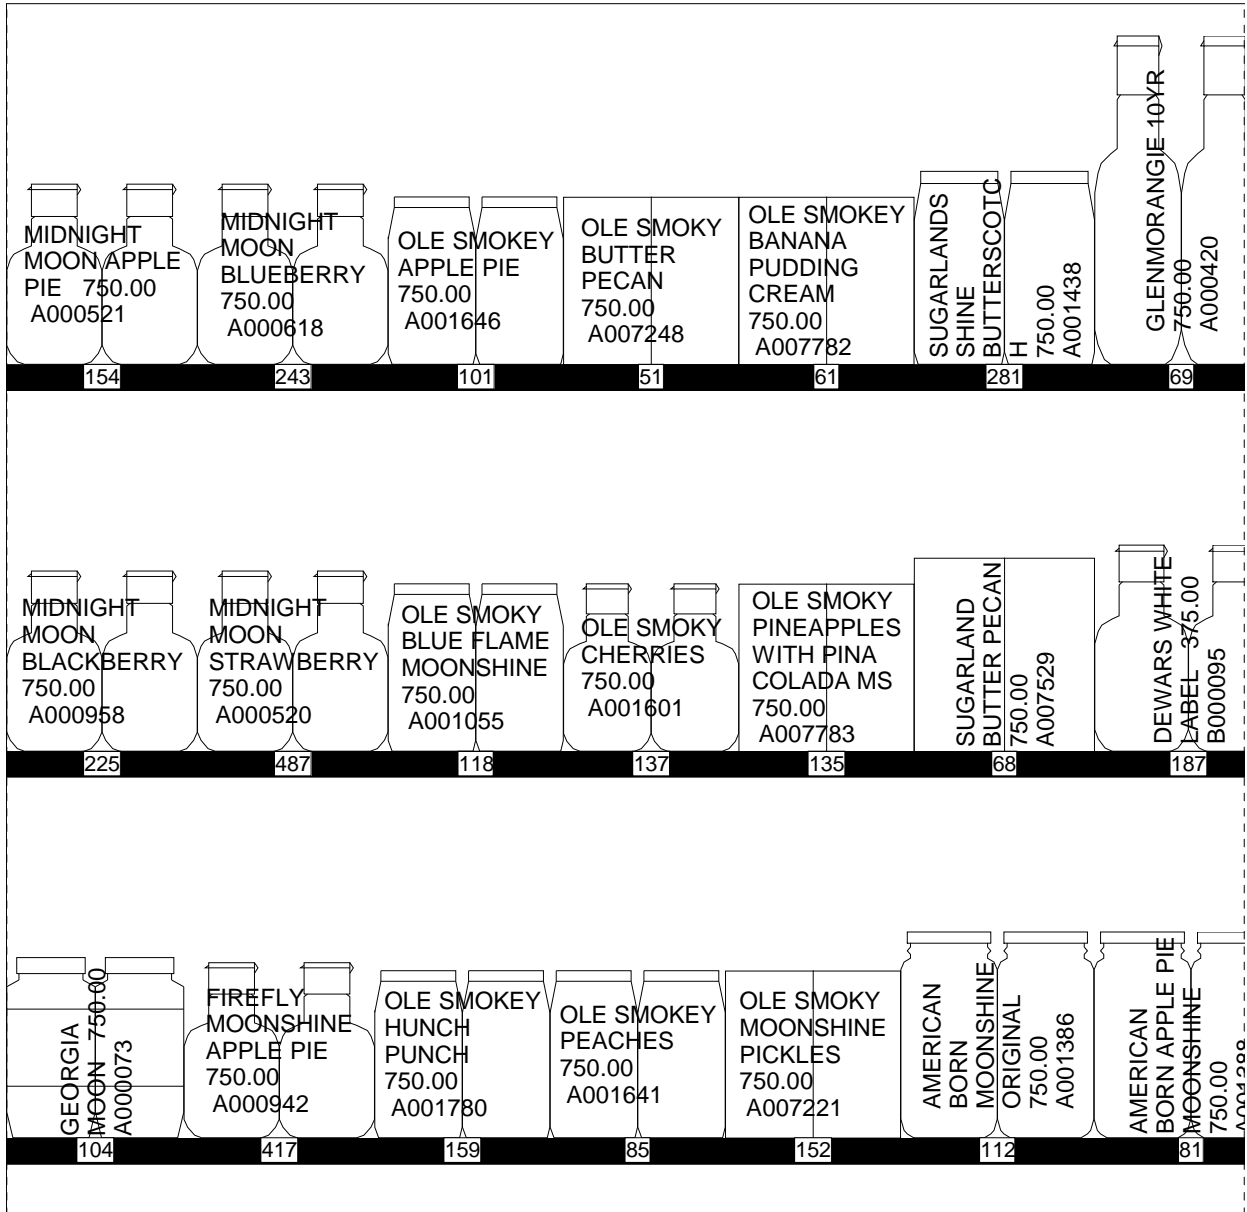 MIDNIGHT
MOON APPLE
PIE 750.00
A000521
MIDNIGHT
MOON
BLUEBERRY
750.00
A000618
OLE SMOKEY
APPLE PIE
750.00
A001646
OLE SMOKY
BUTTER
PECAN
750.00
A007248
OLE SMOKEY
BANANA
PUDDING
CREAM
750.00
A007782
SUGARLANDS
SHINE
BUTTERSCOTC
H
750.00
A001438
GLENMORANGIE 10YR
750.00
A000420
154
243
101
51
61
281
69
MIDNIGHT
MOON
BLACKBERRY
750.00
A000958
MIDNIGHT
MOON
STRAWBERRY
750.00
A000520
OLE SMOKY
BLUE FLAME
MOONSHINE
750.00
A001055
OLE SMOKY
CHERRIES
750.00
A001601
OLE SMOKY
PINEAPPLES
WITH PINA
COLADA MS
750.00
A007783
SUGARLAND
BUTTER PECAN
750.00
A007529
DEWARS WHITE
LABEL 375.00
B000095
225
487
118
137
135
68
187
GEORGIA
MOON 750.00
A000073
FIREFLY
MOONSHINE
APPLE PIE
750.00
A000942
OLE SMOKEY
HUNCH
PUNCH
750.00
A001780
OLE SMOKEY
PEACHES
750.00
A001641
OLE SMOKY
MOONSHINE
PICKLES
750.00
A007221
AMERICAN
BORN
MOONSHINE
ORIGINAL
750.00
A001386
AMERICAN
BORN APPLE PIE
MOONSHINE
750.00
A001388
104
417
159
85
152
112
81